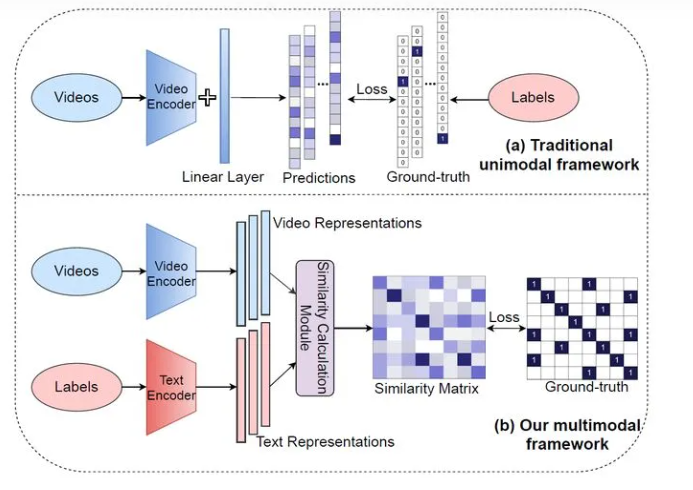 Videos
Video
Encoder
Linear Layer
Predictions
Loss
Ground-truth
Labels
(a) Traditional
unimodal framework
Videos
Video
Encoder
Video Representations
Labels
Text
Encoder
Text Representations
Similarity Calculation
Module
Similarity Matrix
Loss
Ground-truth
(b) Our multimodal
framework